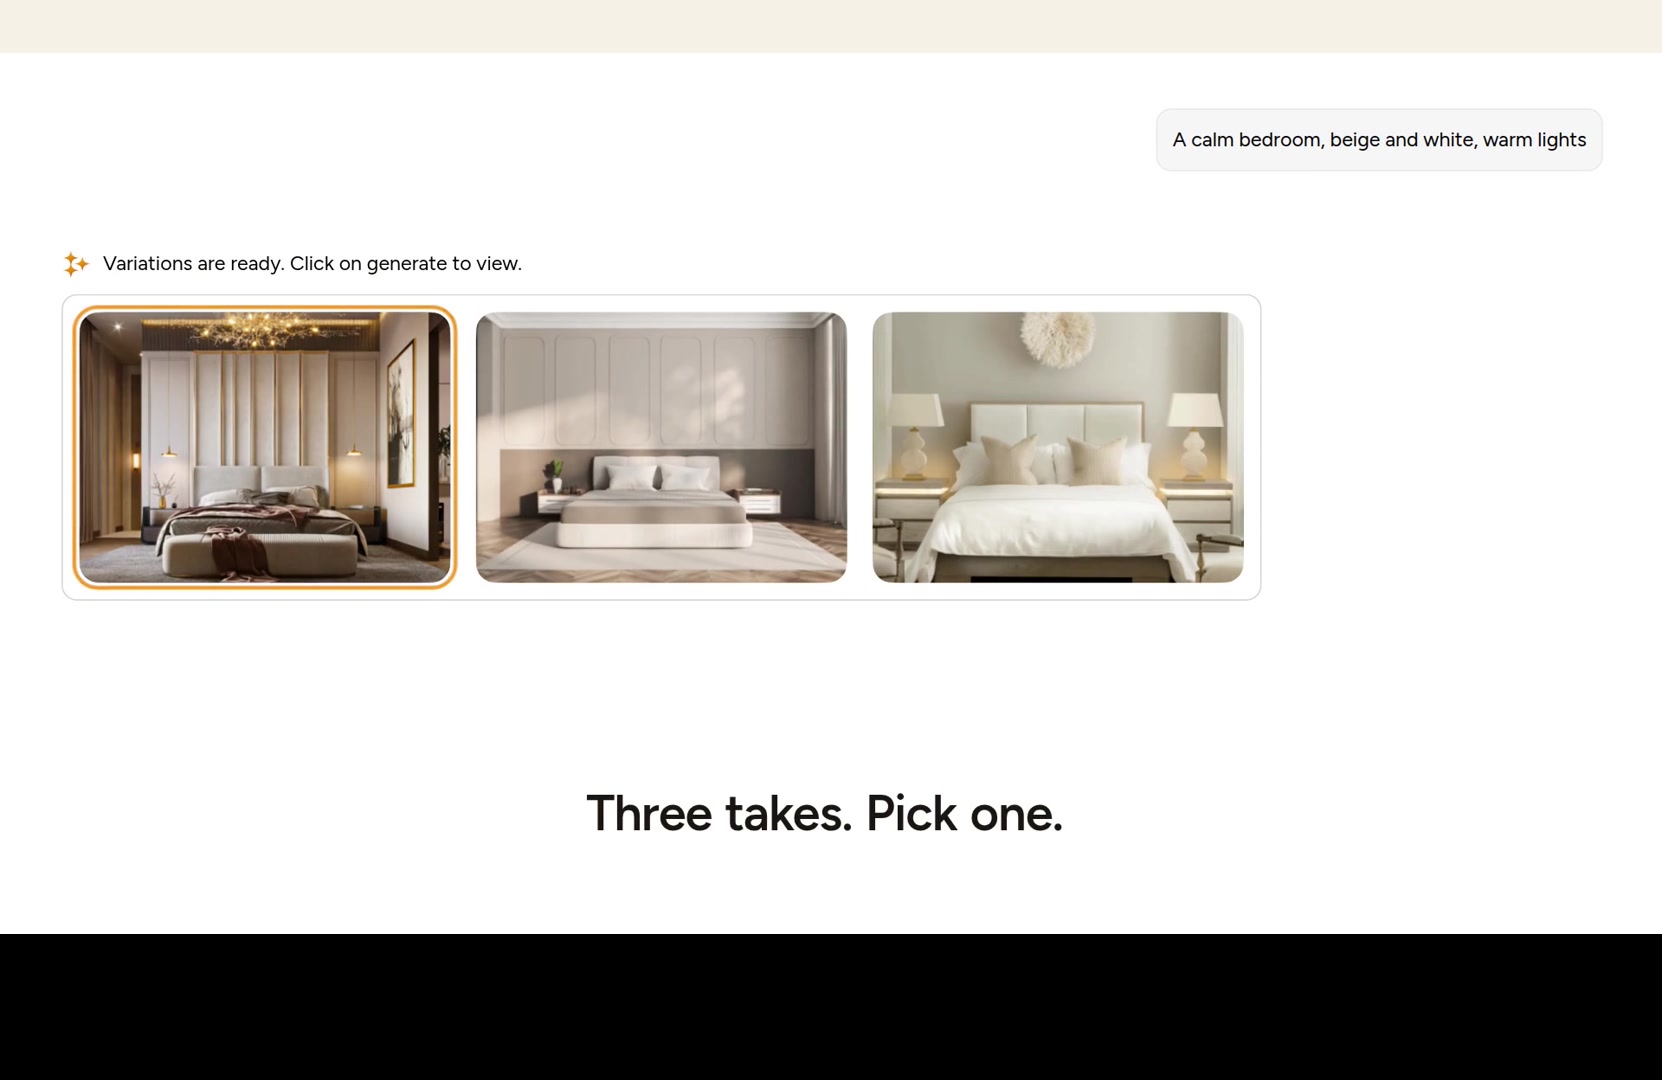 A calm bedroom, beige and white, warm lights
Variations are ready. Click on generate to view.
Three takes. Pick one.